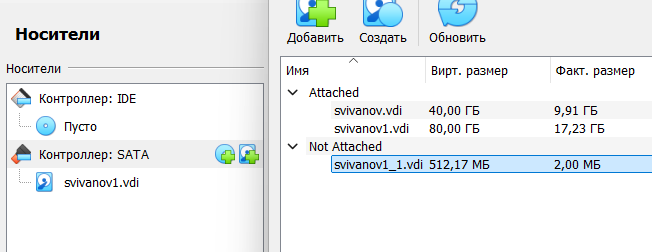 Носители
Носители
Контроллер: IDE
Пусто
Контроллер: SATA
svivanov1.vdi
Добавить Создать Обновить
Имя Вирт. размер Факт. размер
Attached
svivanov.vdi 40,00 ГБ 9,91 ГБ
svivanov1.vdi 80,00 ГБ 17,23 ГБ
Not Attached
svivanov1_1.vdi 512,17 МБ 2,00 МБ